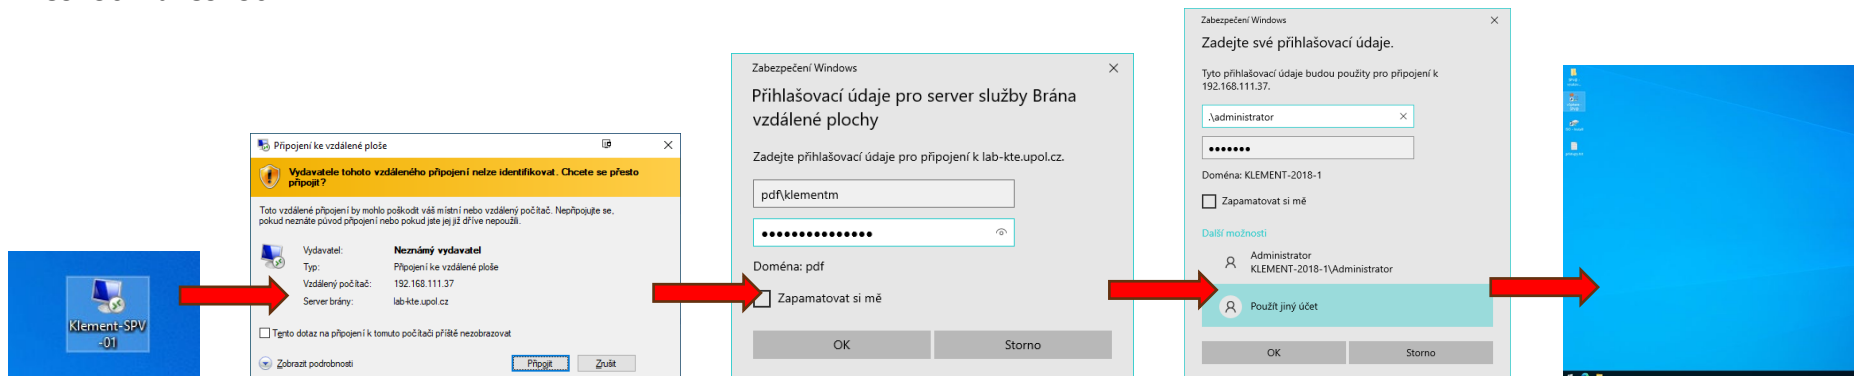 Klement-SPV
-01
Připojení ke vzdálené ploše
Vydavatele tohoto vzdáleného připojení nelze identifikovat. Chcete se přesto
připojit?
Toto vzdálené připojení by mohlo poškodit váš místní nebo vzdálený počítač. Nepřipojujte se,
pokud neznáte původ připojení nebo pokud jste jej již dříve nepoužili.
Vydavatel: Neznámý vydavatel
Typ: Připojení ke vzdálené ploše
Vzdálený počítač: 192.168.111.37
Server brány: lab-kte.upol.cz
Tento dotaz na připojení k tomuto počítači příště nezobrazovat
Zobrazit podrobnosti
Připojit Zrušit
Zabezpečení Windows
Přihlašovací údaje pro server služby Brána
vzdálené plochy
Zadejte přihlašovací údaje pro připojení k lab-kte.upol.cz.
pdf\klementm
Doména: pdf
Zapamatovat si mě
OK Storno
Zabezpečení Windows
Zadejte své přihlašovací údaje.
Tyto přihlašovací údaje budou použity pro připojení k
192.168.111.37.
.\administrator
Doména: KLEMENT-2018-1
Zapamatovat si mě
Další možnosti
Administrator
KLEMENT-2018-1\Administrator
Použít jiný účet
OK Storno